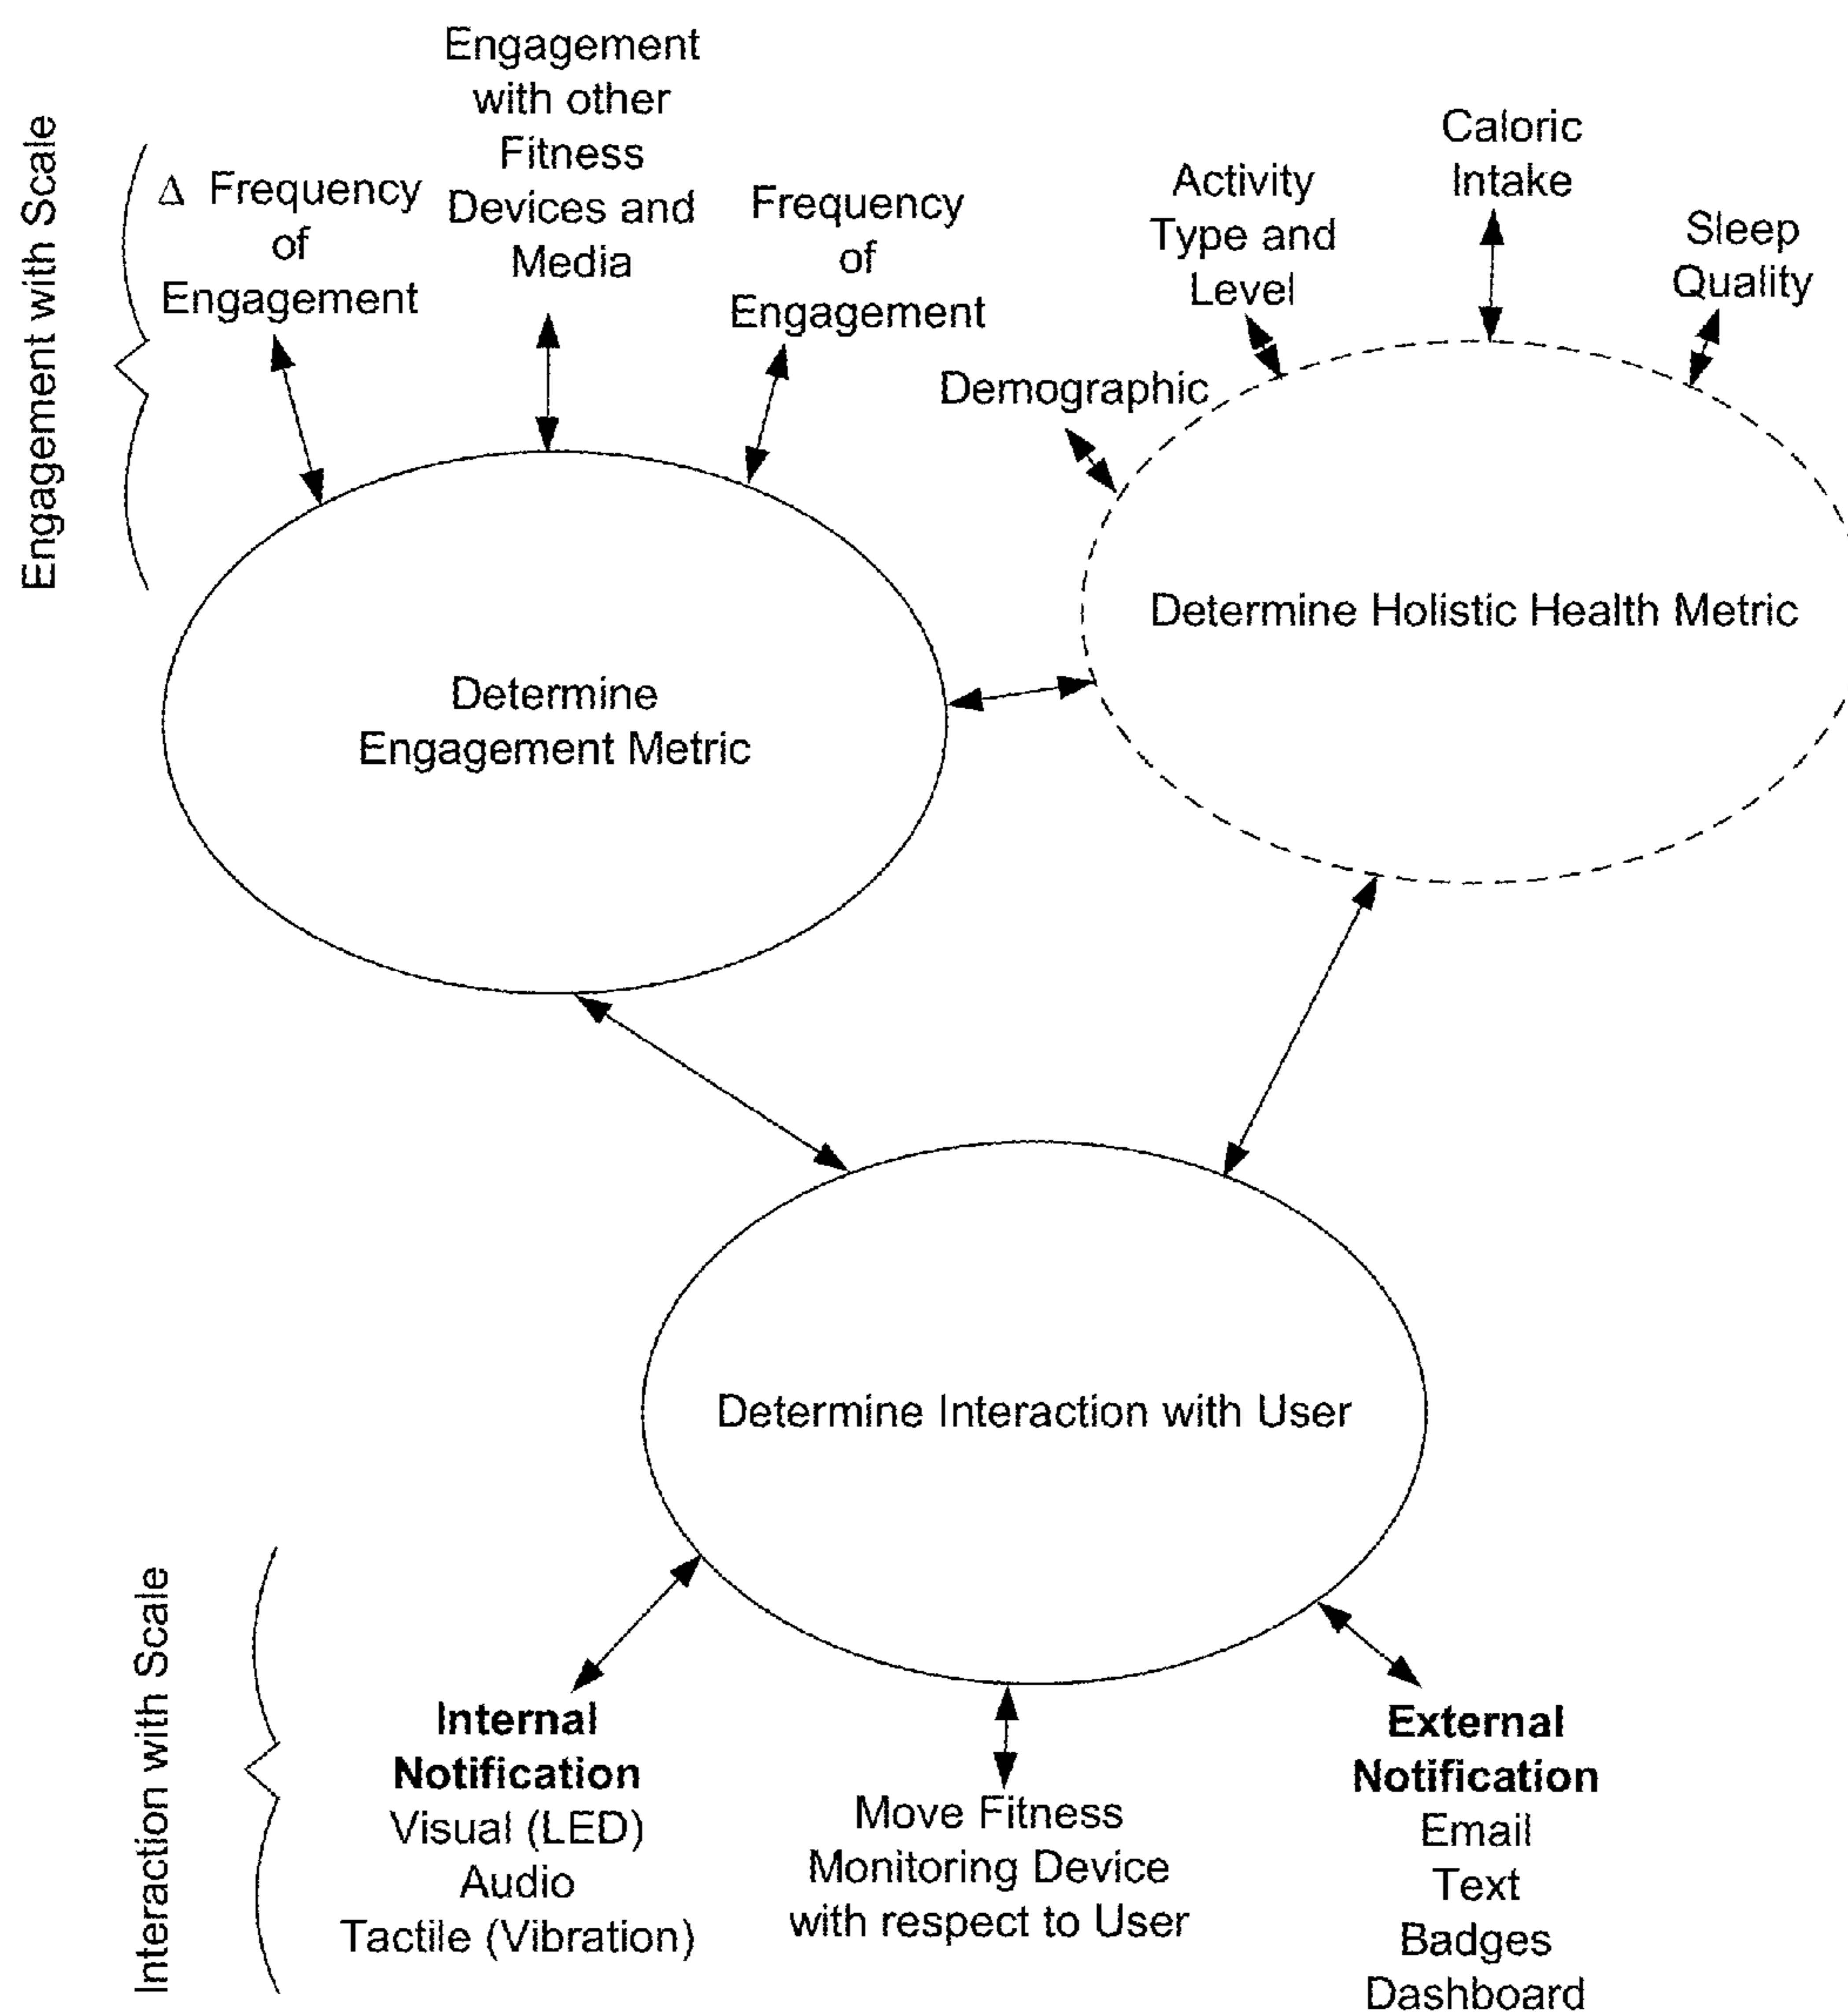 Engagement with Scale
Δ Frequency
of
Engagement
Engagement
with other
Fitness
Devices and
Media
Frequency
of
Engagement
Demographic
Activity
Type and
Level
Caloric
Intake
Sleep
Quality
Determine
Engagement Metric
Determine Holistic Health Metric
Determine Interaction with User
Interaction with Scale
Internal
Notification
Visual (LED)
Audio
Tactile (Vibration)
Move Fitness
Monitoring Device
with respect to User
External
Notification
Email
Text
Badges
Dashboard